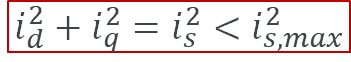 i_d^2 + i_q^2 = i_s^2 < i_{s,max}^2